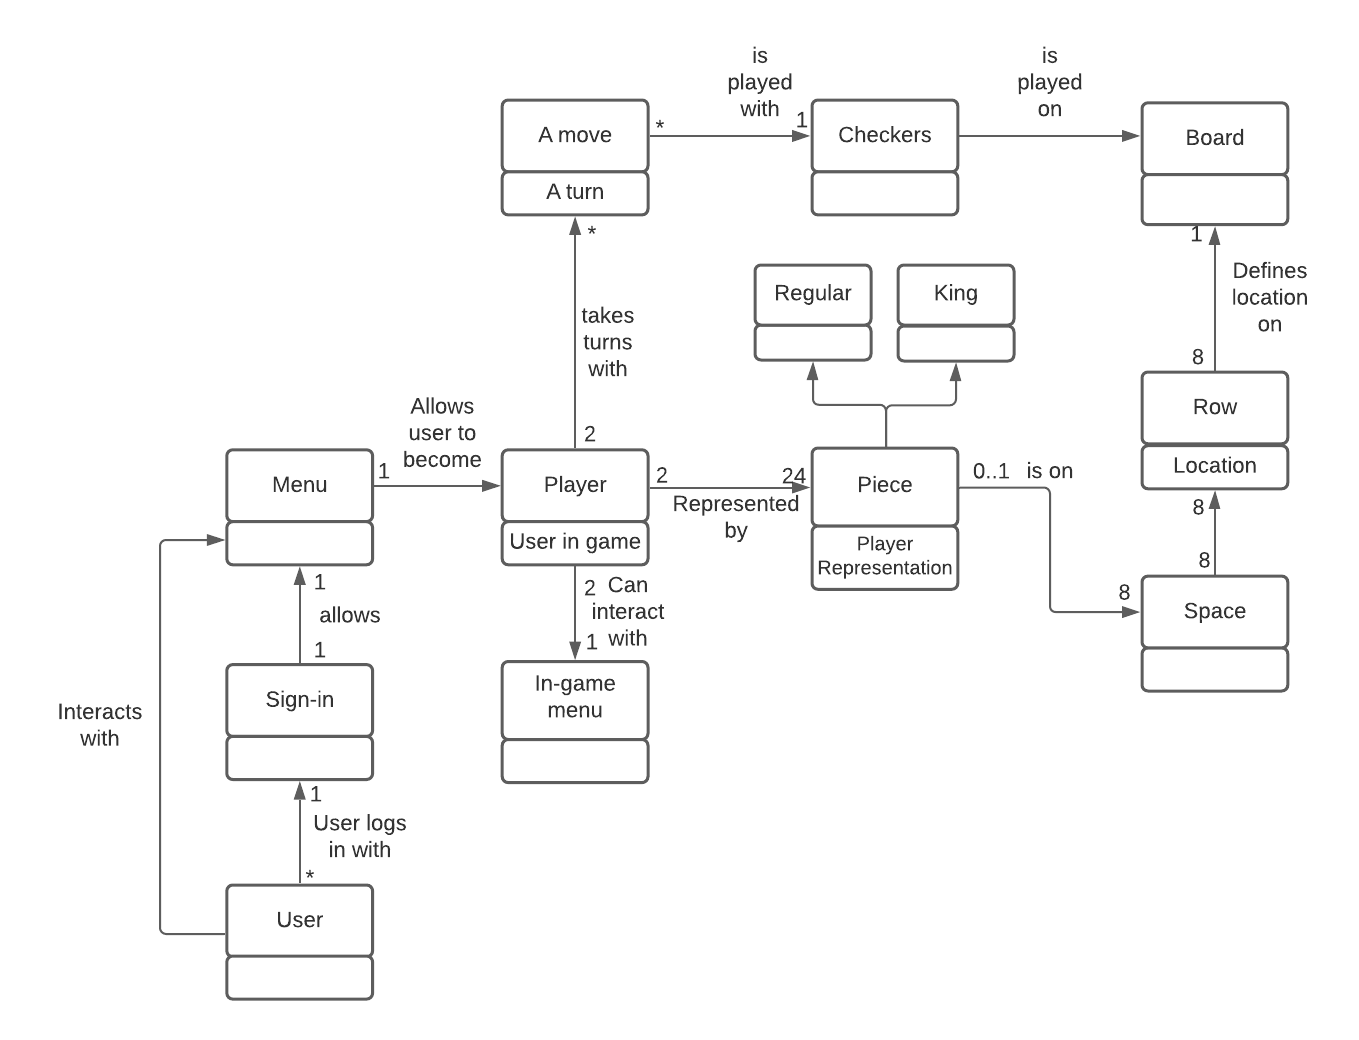 is
played
with
is
played
on
A move
*
1
Checkers
Board
A turn
*
1
Defines
location
on
Regular
King
takes
turns
with
8
Row
Location
Allows
user to
become
2
Menu
1
Player
2
24
Represented
by
Piece
0..1
is on
8
User in game
Player
Representation
8
8
Space
1
allows
1
2
Can
interact
with
1
Sign-in
In-game
menu
Interacts
with
1
User logs
in with
*
User